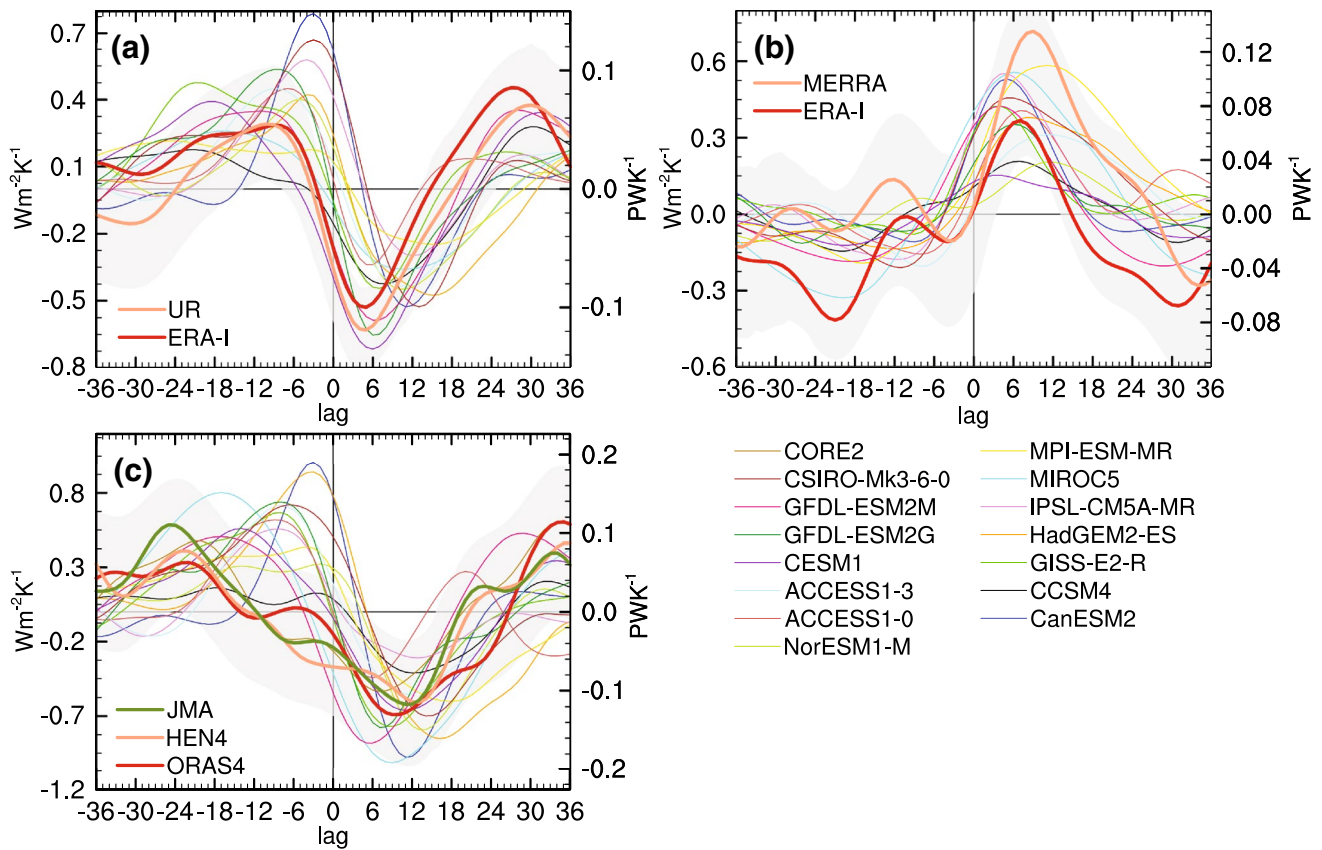 (a)
0.7
0.4
0.1
-0.2
-0.5
-0.8
Wm⁻²K⁻¹
0.1
0.0
-0.1
PWK⁻¹
UR
ERA-I
-36 -30 -24 -18 -12 -6 0 6 12 18 24 30 36
lag
(b)
0.6
0.3
0.0
-0.3
-0.6
Wm⁻²K⁻¹
0.12
0.08
0.04
0.00
-0.04
-0.08
PWK⁻¹
MERRA
ERA-I
-36 -30 -24 -18 -12 -6 0 6 12 18 24 30 36
lag
(c)
0.8
0.3
-0.2
-0.7
-1.2
Wm⁻²K⁻¹
0.2
0.1
0.0
-0.1
-0.2
PWK⁻¹
JMA
HEN4
ORAS4
-36 -30 -24 -18 -12 -6 0 6 12 18 24 30 36
lag
CORE2
CSIRO-Mk3-6-0
GFDL-ESM2M
GFDL-ESM2G
CESM1
ACCESS1-3
ACCESS1-0
NorESM1-M
MPI-ESM-MR
MIROC5
IPSL-CM5A-MR
HadGEM2-ES
GISS-E2-R
CCSM4
CanESM2